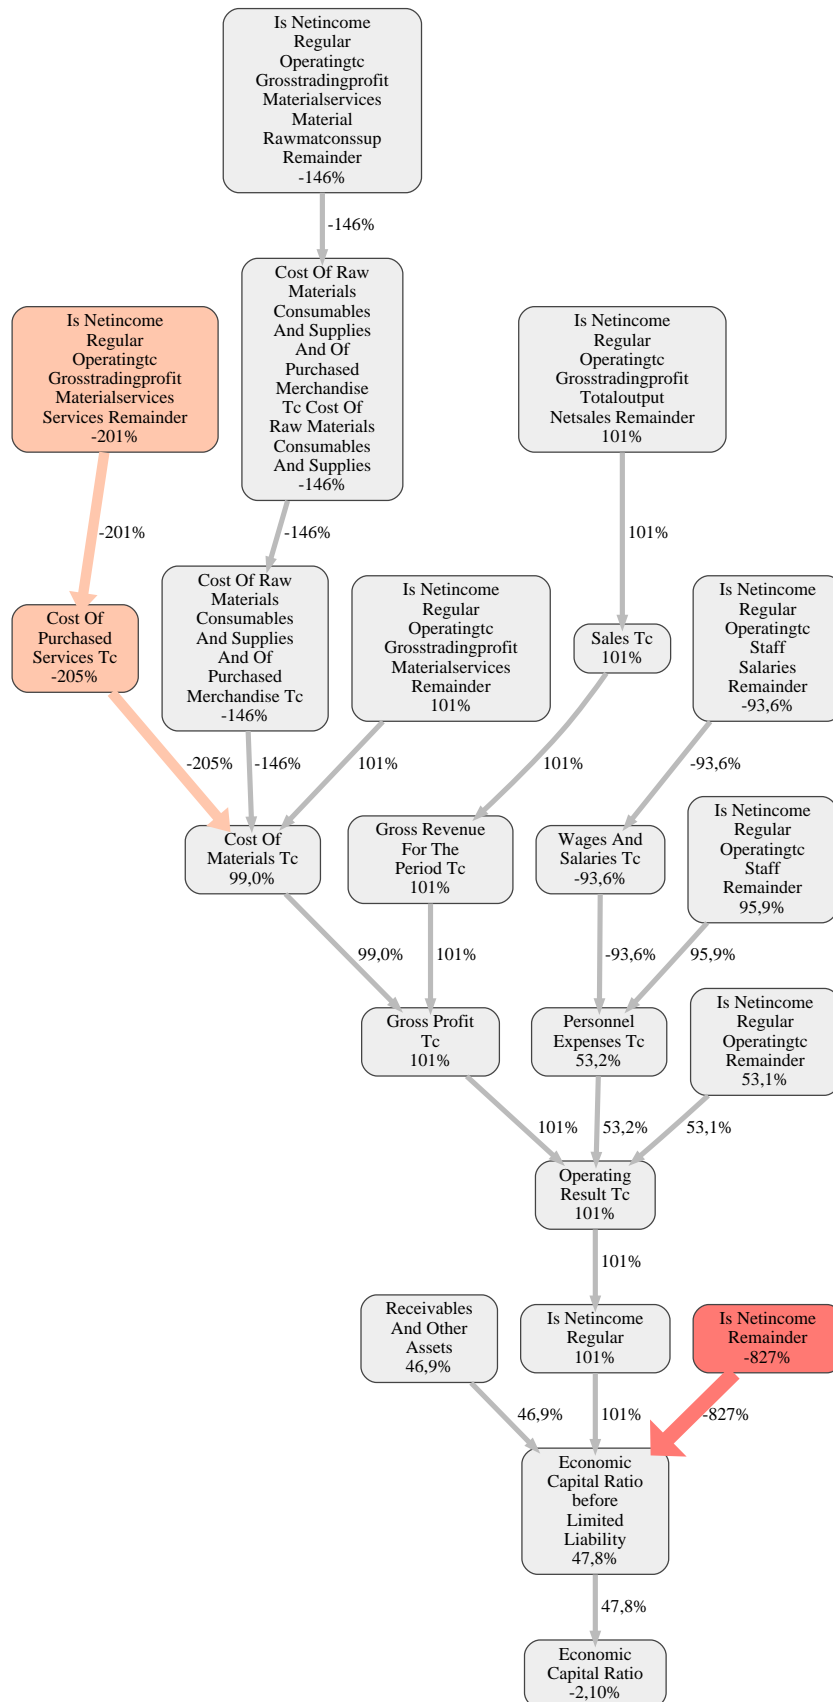 Is Netincome
Regular
Operatingtc
Grosstradingprofit
Materialservices
Material
Rawmatconssup
Remainder
-146%
-146%
Cost Of Raw
Materials
Consumables
And Supplies
And Of
Purchased
Merchandise
Tc Cost Of
Raw Materials
Consumables
And Supplies
-146%
Is Netincome
Regular
Operatingtc
Grosstradingprofit
Materialservices
Services Remainder
-201%
Is Netincome
Regular
Operatingtc
Grosstradingprofit
Totaloutput
Netsales Remainder
101%
-201%
-146%
101%
Cost Of
Purchased
Services Tc
-205%
Cost Of Raw
Materials
Consumables
And Supplies
And Of
Purchased
Merchandise Tc
-146%
Is Netincome
Regular
Operatingtc
Grosstradingprofit
Materialservices
Remainder
101%
Sales Tc
101%
Is Netincome
Regular
Operatingtc
Staff
Salaries
Remainder
-93,6%
-205%
-146%
101%
101%
-93,6%
Cost Of
Materials Tc
99,0%
Gross Revenue
For The
Period Tc
101%
Wages And
Salaries Tc
-93,6%
Is Netincome
Regular
Operatingtc
Staff
Remainder
95,9%
99,0%
101%
-93,6%
95,9%
Gross Profit
Tc
101%
Personnel
Expenses Tc
53,2%
Is Netincome
Regular
Operatingtc
Remainder
53,1%
101%
53,2%
53,1%
Operating
Result Tc
101%
101%
Receivables
And Other
Assets
46,9%
Is Netincome
Regular
101%
Is Netincome
Remainder
-827%
46,9%
101%
-827%
Economic
Capital Ratio
before
Limited
Liability
47,8%
47,8%
Economic
Capital Ratio
-2,10%